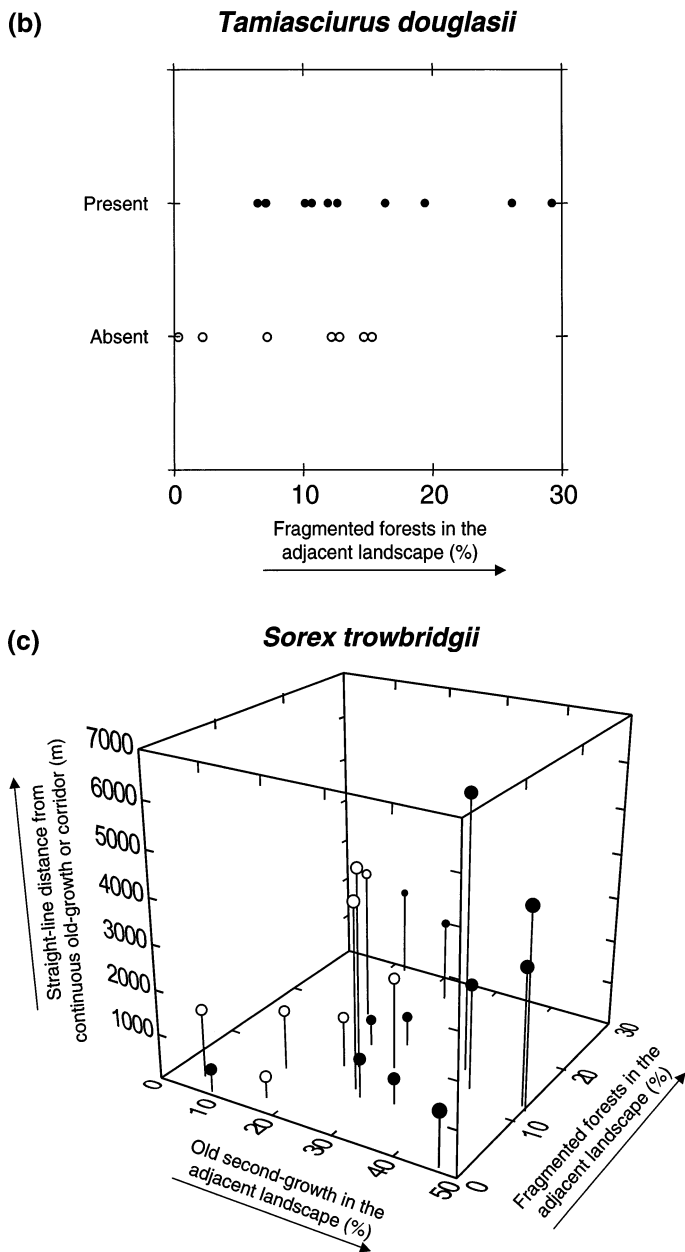 (b)
Tamiasciurus douglasii
Present
Absent
0 10 20 30
Fragmented forests in the
adjacent landscape (%)
(c)
Sorex trowbridgii
7000
6000
5000
4000
3000
2000
1000
Straight-line distance from
continuous old-growth or corridor (m)
0 10 20 30 40 50
Old second-growth in the
adjacent landscape (%)
0 10 20 30
Fragmented forests in the
adjacent landscape (%)